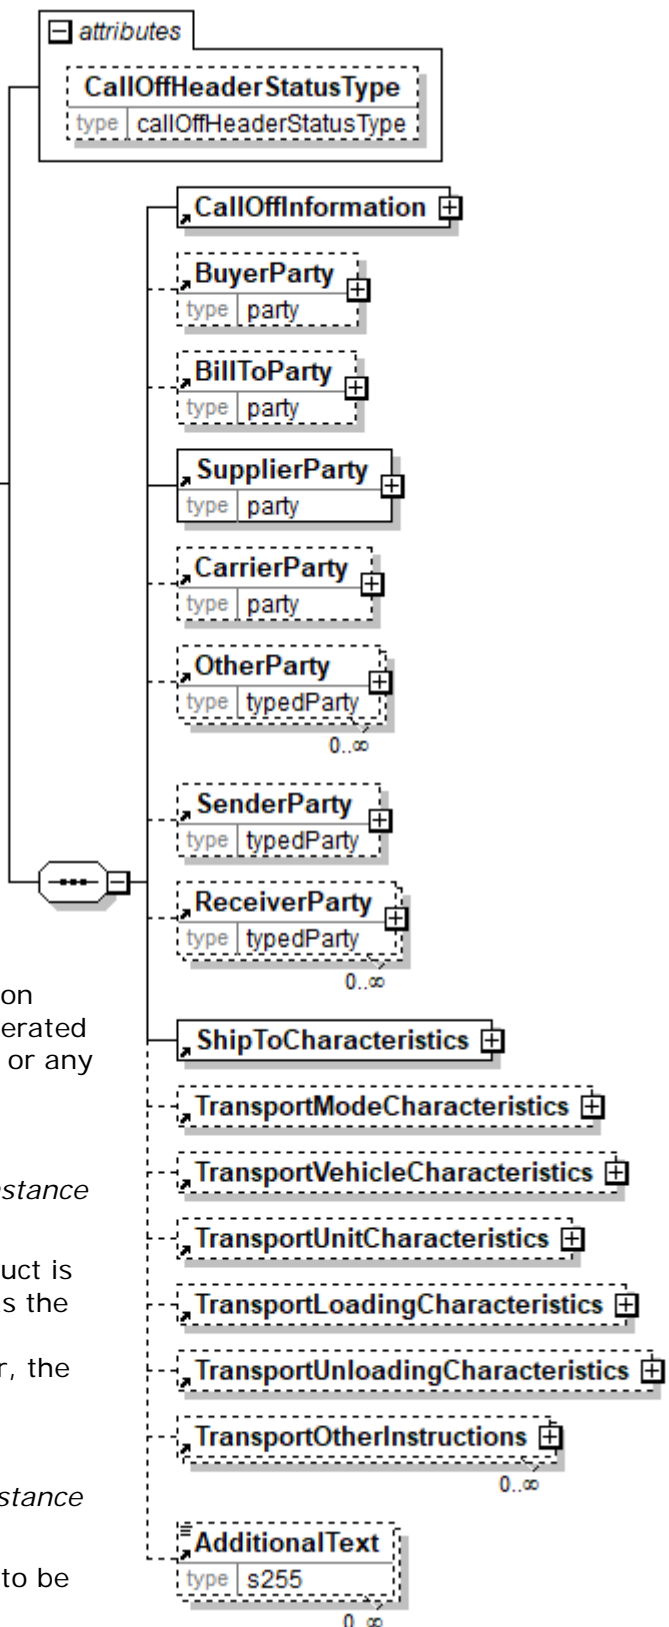 attributes
CallOffHeaderStatusType
type callOffHeaderStatusType
CallOffInformation
BuyerParty
type party
BillToParty
type party
SupplierParty
type party
CarrierParty
type party
OtherParty
type typedParty
0..∞
SenderParty
type typedParty
ReceiverParty
type typedParty
0..∞
on
erated
or any
ShipToCharacteristics
TransportModeCharacteristics
TransportVehicleCharacteristics
stance
TransportUnitCharacteristics
uct is
s the
TransportLoadingCharacteristics
r, the
TransportUnloadingCharacteristics
TransportOtherInstructions
0..∞
stance
AdditionalText
type s255
to be
0..∞